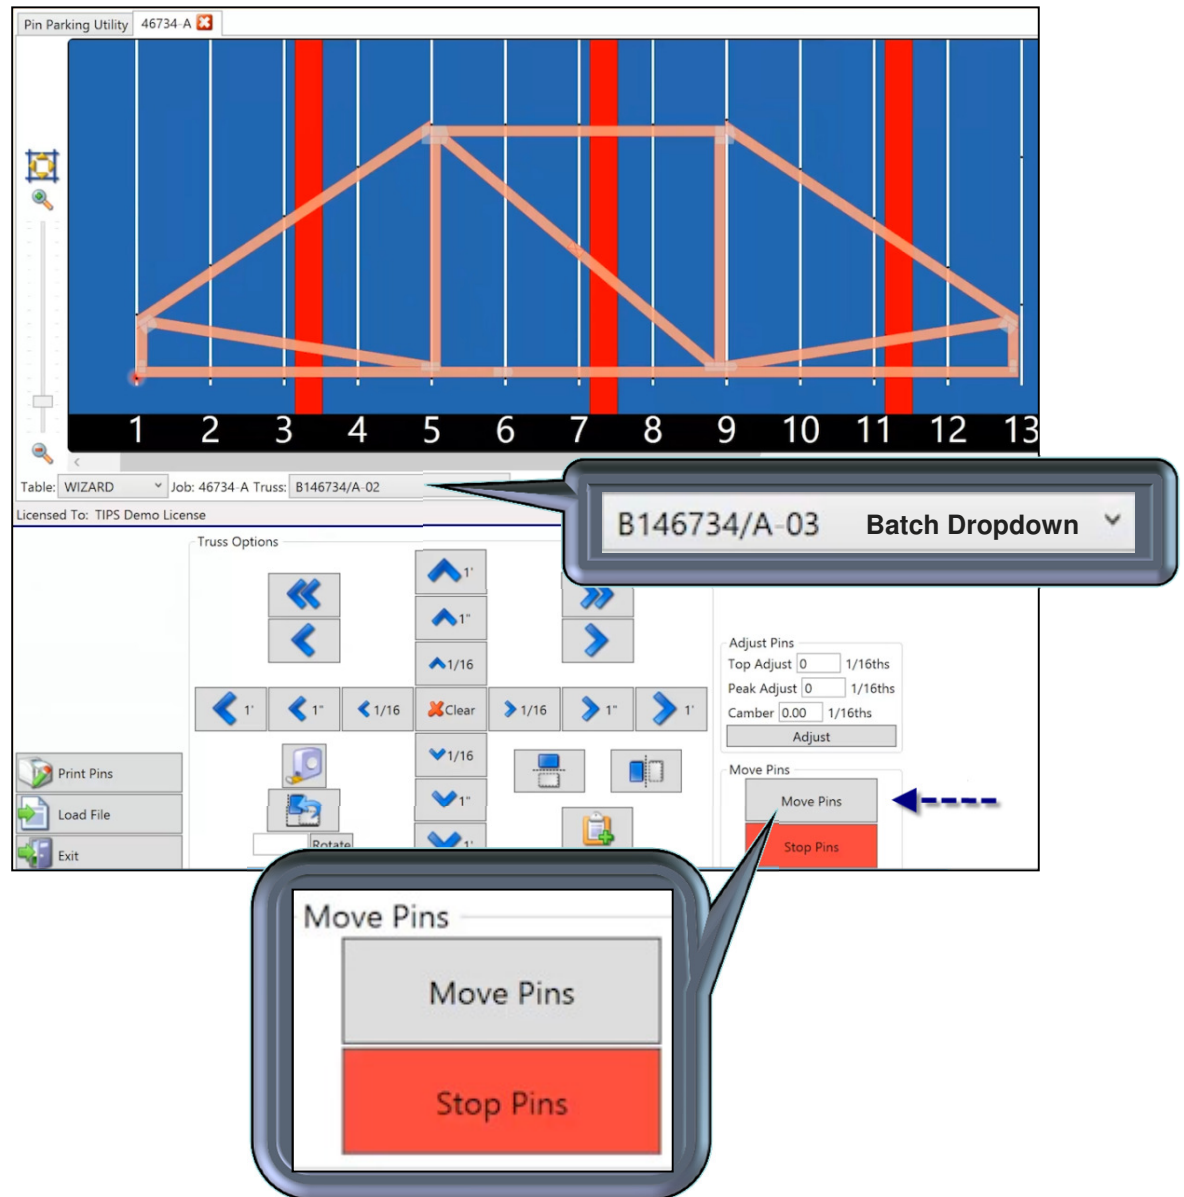 Pin Parking Utility 46734-A
1 2 3 4 5 6 7 8 9 10 11 12 13
Table: WIZARD Job: 46734-A Truss: B146734/A-02
Licensed To: TIPS Demo License
B146734/A-03 Batch Dropdown
Truss Options
1'
1"
1/16
1' 1" 1/16 Clear 1/16 1" 1'
1/16
1"
1'
Rotate
Adjust Pins
Top Adjust 0 1/16ths
Peak Adjust 0 1/16ths
Camber 0.00 1/16ths
Adjust
Move Pins
Move Pins
Stop Pins
Print Pins
Load File
Exit
Move Pins
Move Pins
Stop Pins